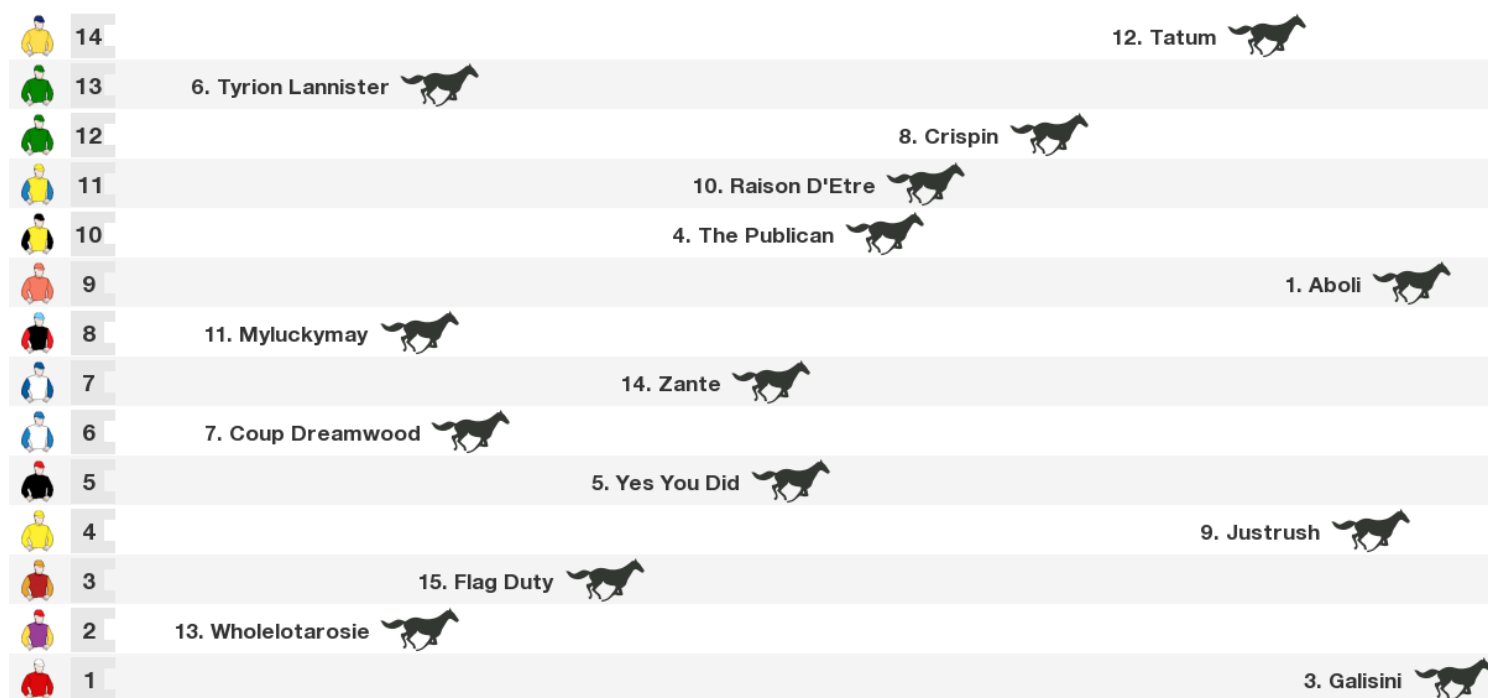 14 12. Tatum
13 6. Tyrion Lannister
12 8. Crispin
11 10. Raison D'Etre
10 4. The Publican
9 1. Aboli
8 11. Myluckymay
7 14. Zante
6 7. Coup Dreamwood
5 5. Yes You Did
4 9. Justrush
3 15. Flag Duty
2 13. Wholelotarosie
1 3. Galisini